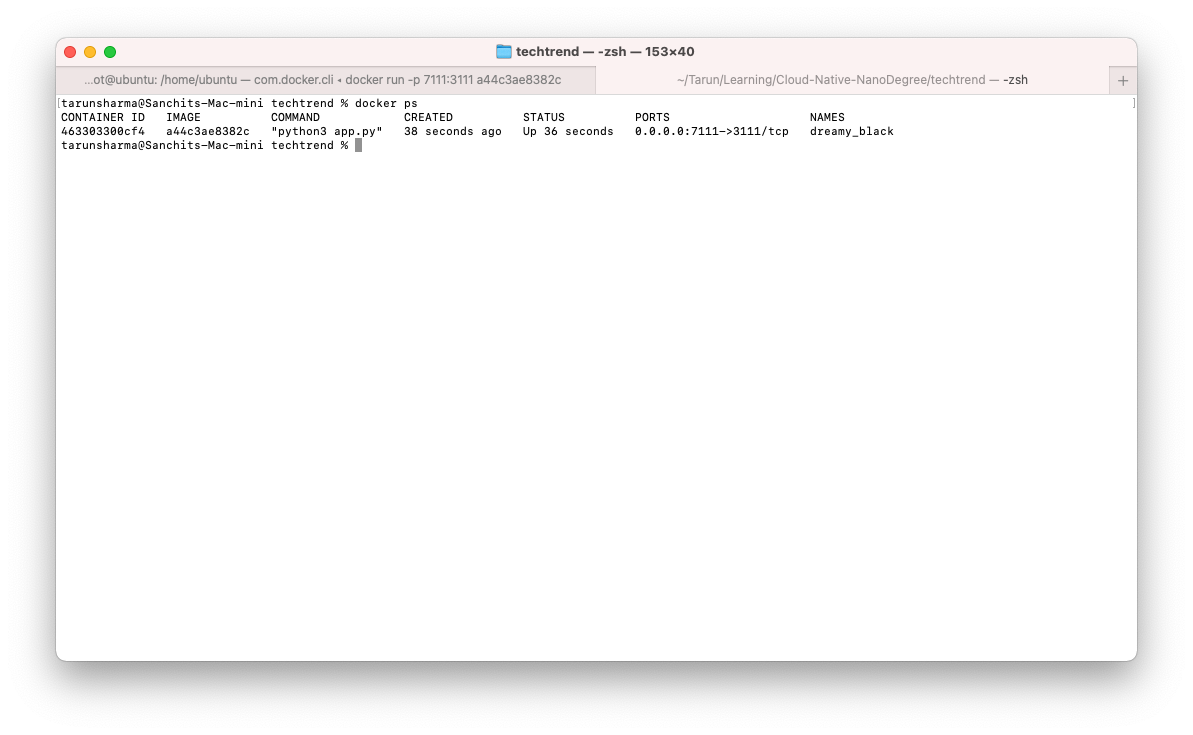 techtrend — -zsh — 153×40
...ot@ubuntu: /home/ubuntu — com.docker.cli ◂ docker run -p 7111:3111 a44c3ae8382c
~/Tarun/Learning/Cloud-Native-NanoDegree/techtrend — -zsh
+
[tarunsharma@Sanchits-Mac-mini techtrend % docker ps ]
CONTAINER ID   IMAGE          COMMAND            CREATED          STATUS          PORTS                    NAMES
463303300cf4   a44c3ae8382c   "python3 app.py"   38 seconds ago   Up 36 seconds   0.0.0.0:7111->3111/tcp   dreamy_black
tarunsharma@Sanchits-Mac-mini techtrend %